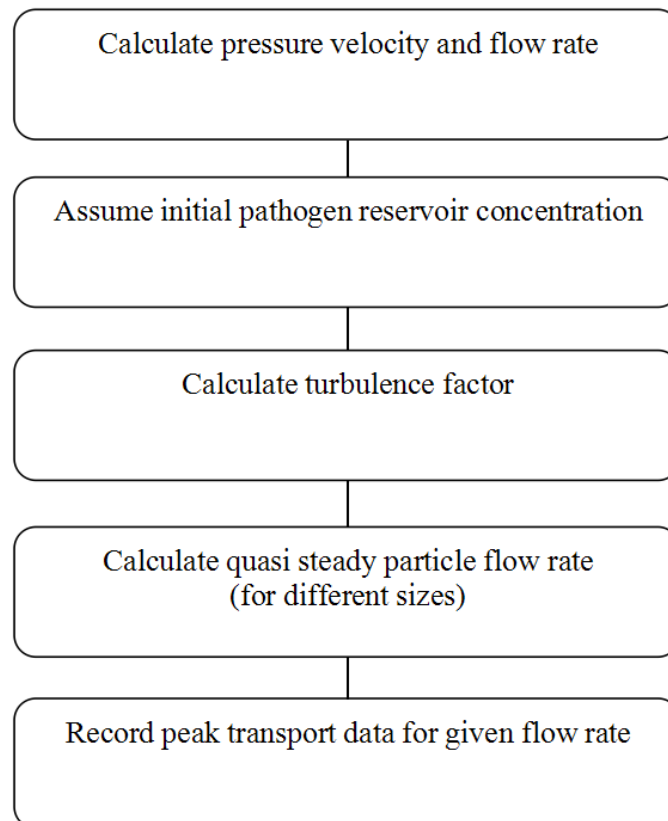 Calculate pressure velocity and flow rate
Assume initial pathogen reservoir concentration
Calculate turbulence factor
Calculate quasi steady particle flow rate
(for different sizes)
Record peak transport data for given flow rate